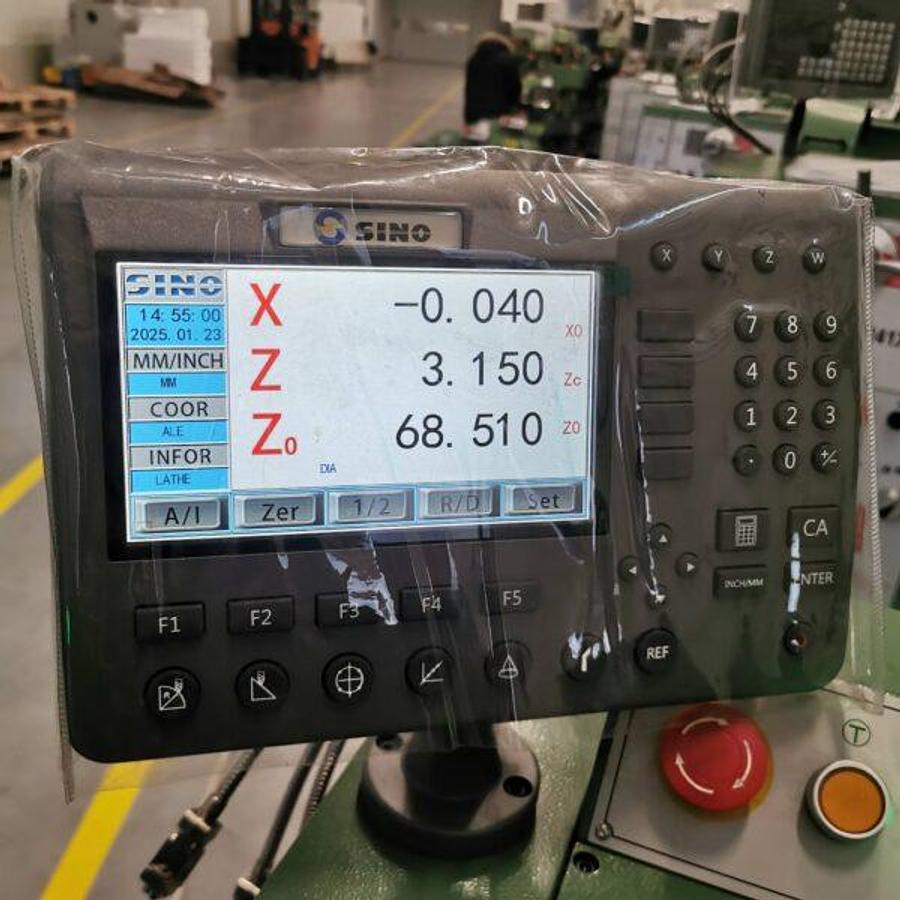 SINO
X Y Z W
SINO
14:55:00
2025.01.23
MM/INCH
MM
COOR
ALE
INFOR
LATHE
X -0.040 X0
Z 3.150 Zc
Z0 68.510 Z0
DIA
A/I Zer 1/2 R/D Set
7 8 9
4 5 6
1 2 3
. 0 +/-
CA
INCH/MM
NTER
F1 F2 F3 F4 F5
REF
T